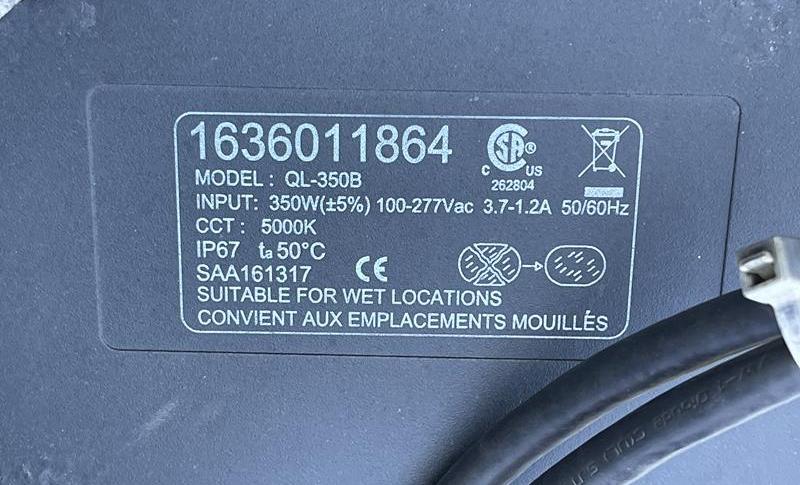 1636011864
MODEL : QL-350B
INPUT: 350W(±5%) 100-277Vac 3.7-1.2A 50/60Hz
CCT : 5000K
IP67 ta 50°C
SAA161317
SUITABLE FOR WET LOCATIONS
CONVIENT AUX EMPLACEMENTS MOUILLÉS
CSA®
C US
262804
CE